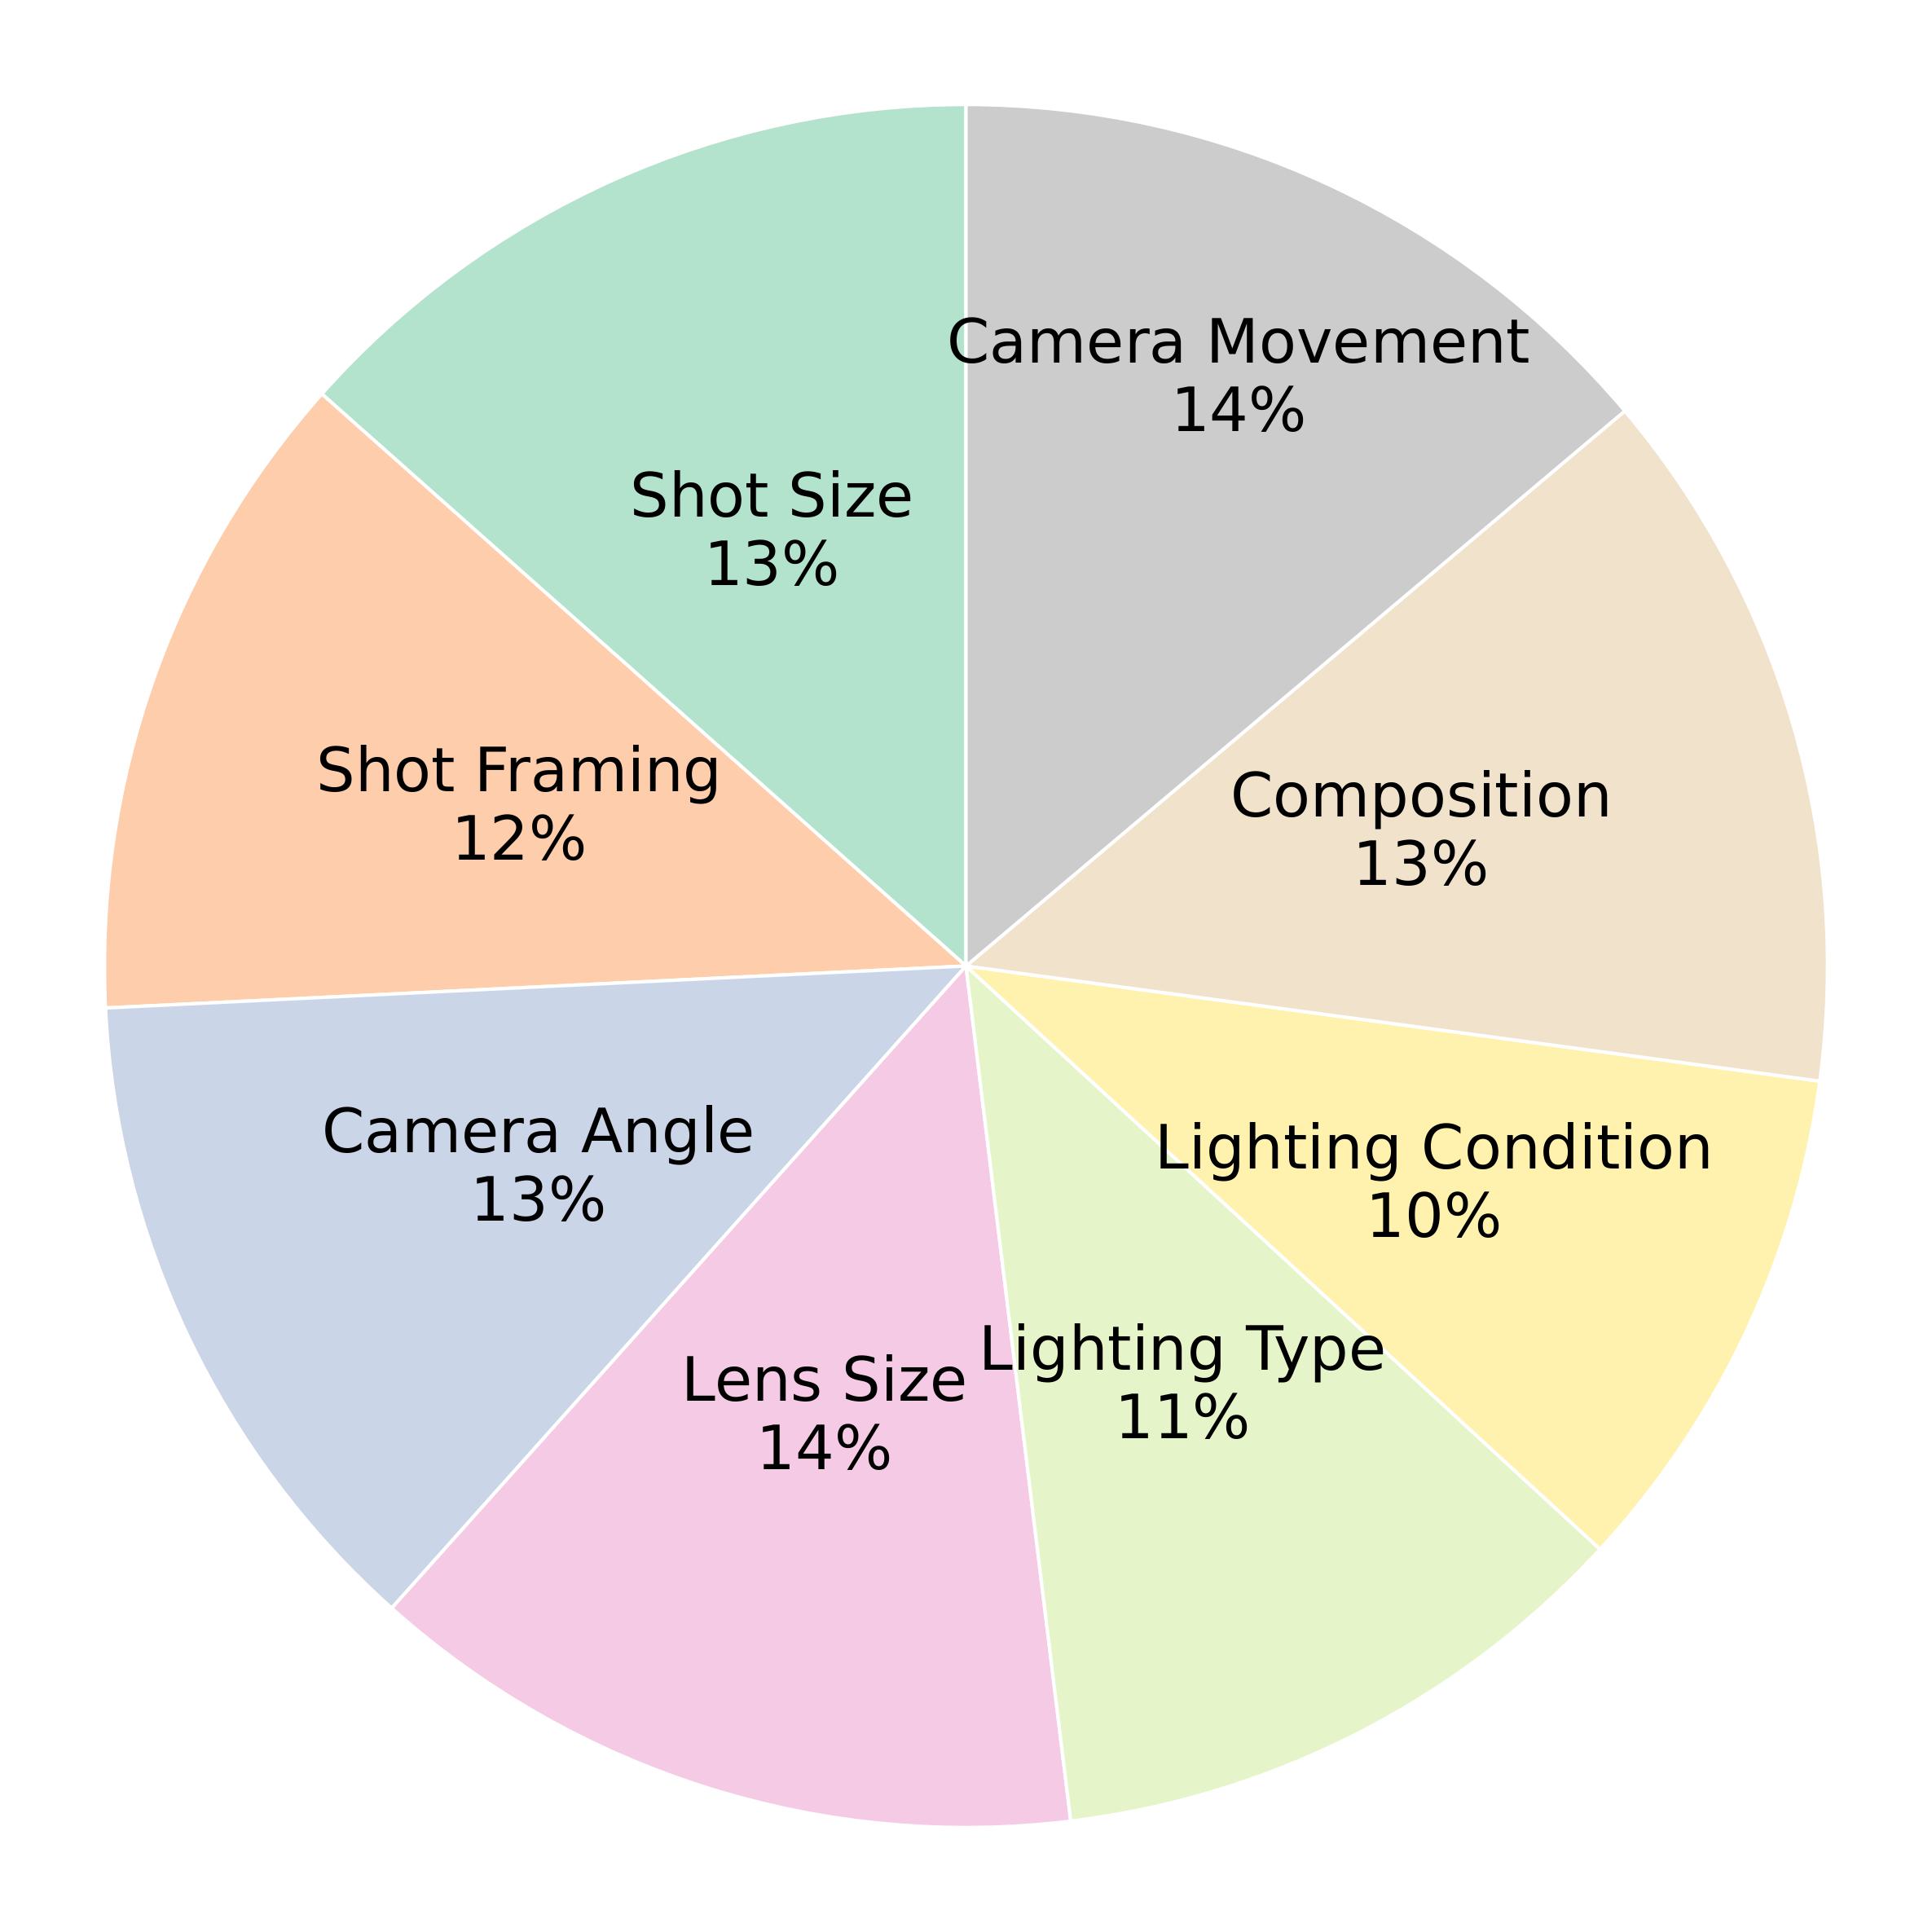 Camera Movement
14%
Shot Size
13%
Shot Framing
12%
Composition
13%
Camera Angle
13%
Lighting Condition
10%
Lighting Type
11%
Lens Size
14%